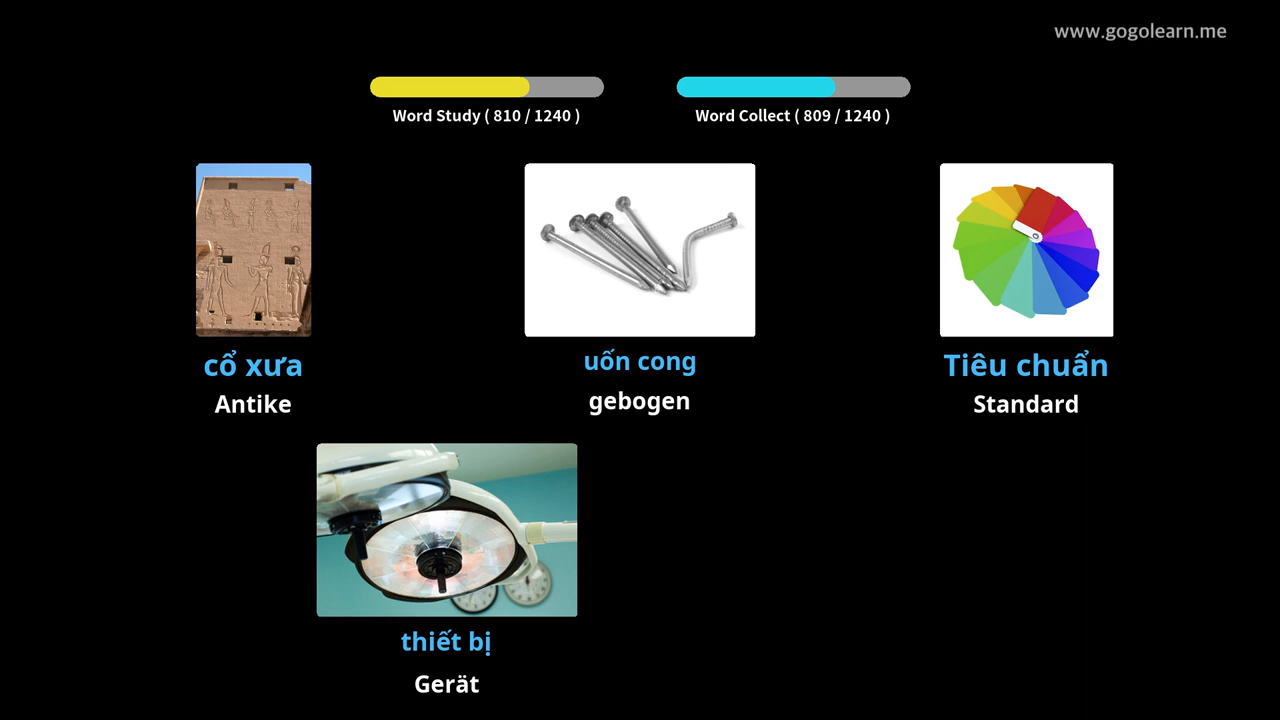 www.gogolearn.me
Word Study ( 810 / 1240 )
Word Collect ( 809 / 1240 )
cổ xưa
Antike
uốn cong
gebogen
Tiêu chuẩn
Standard
thiết bị
Gerät